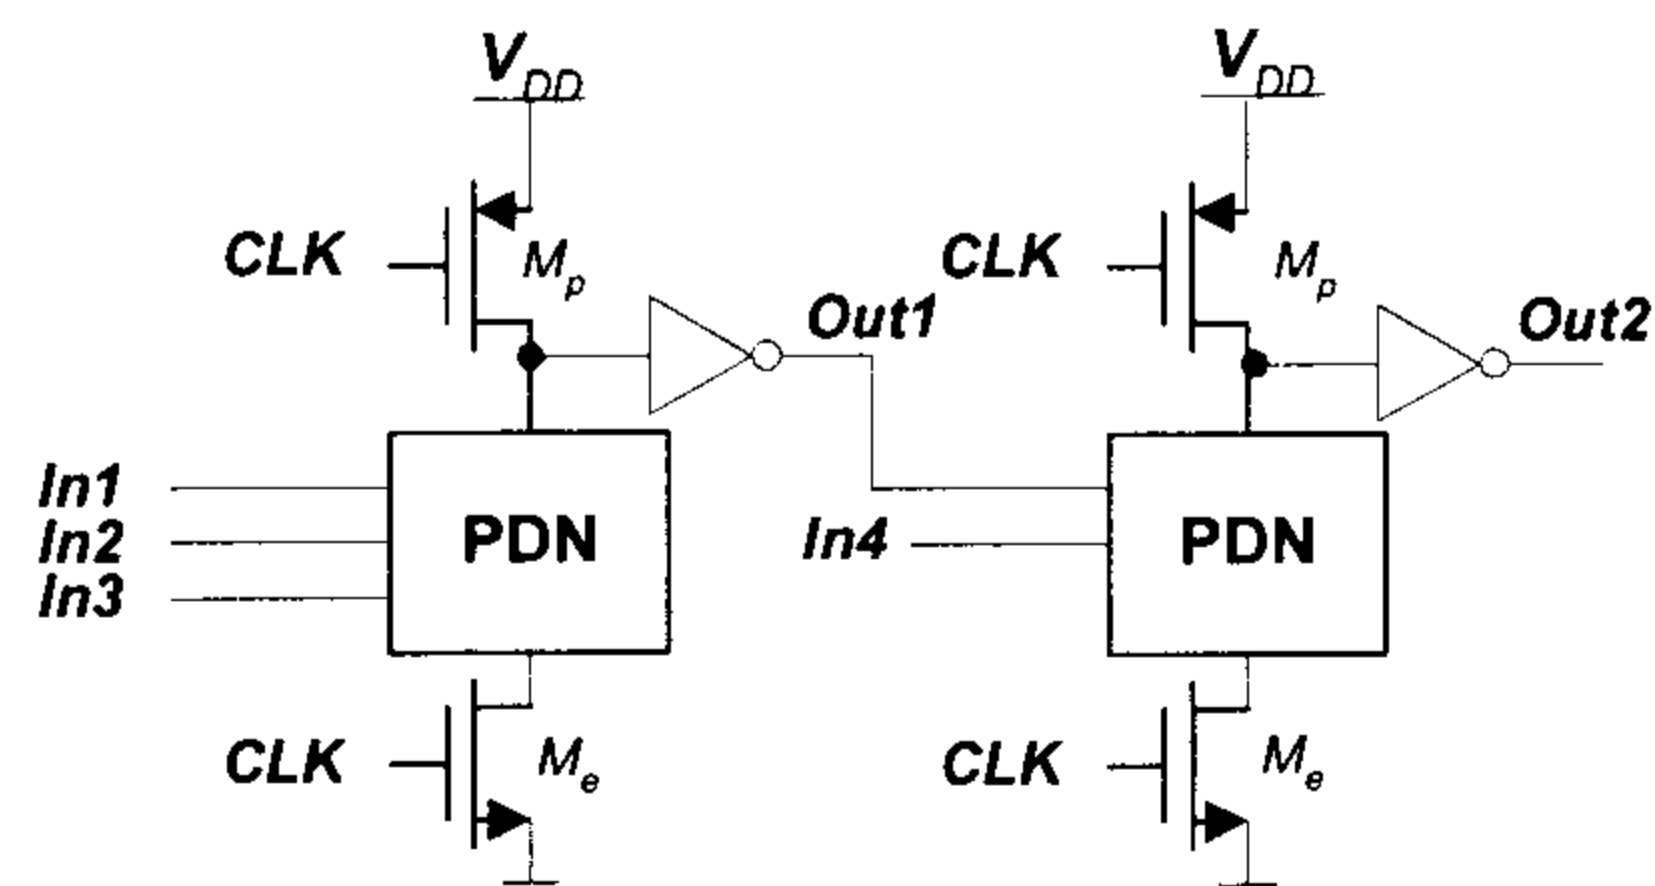 VDD
VDD
CLK
Mp
Out1
CLK
Mp
Out2
In1
In2
In3
PDN
In4
PDN
CLK
Me
CLK
Me